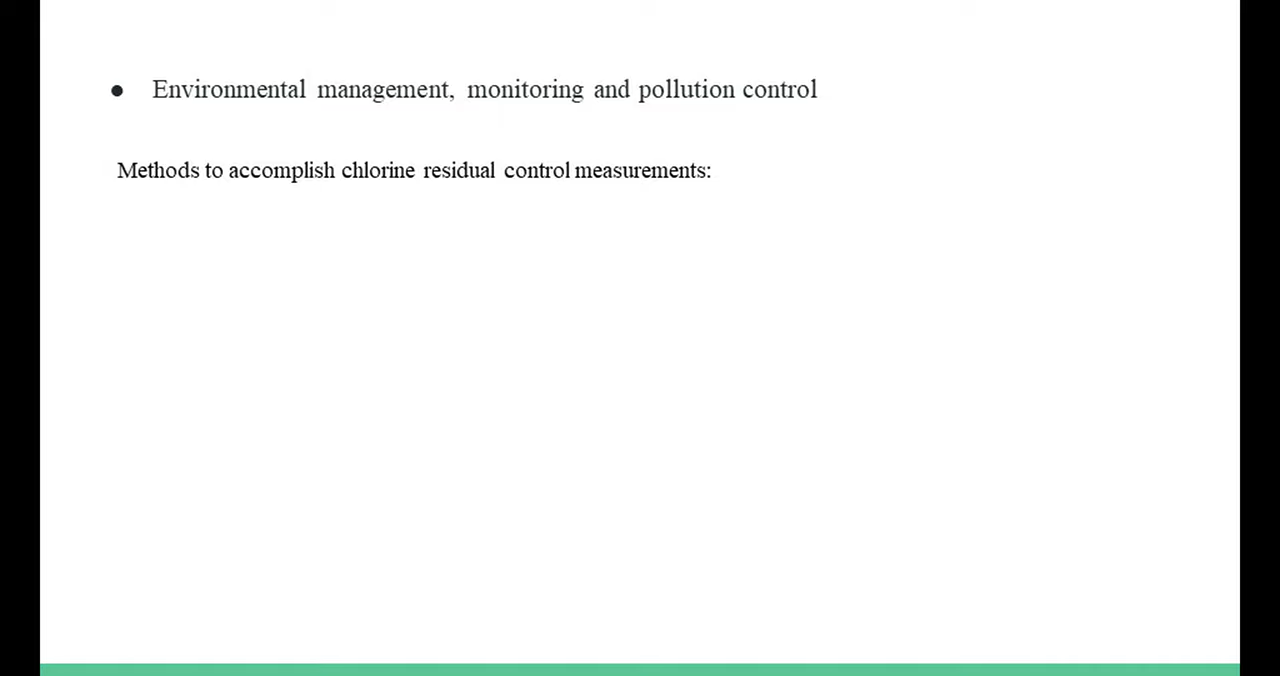 ● Environmental management, monitoring and pollution control
Methods to accomplish chlorine residual control measurements: